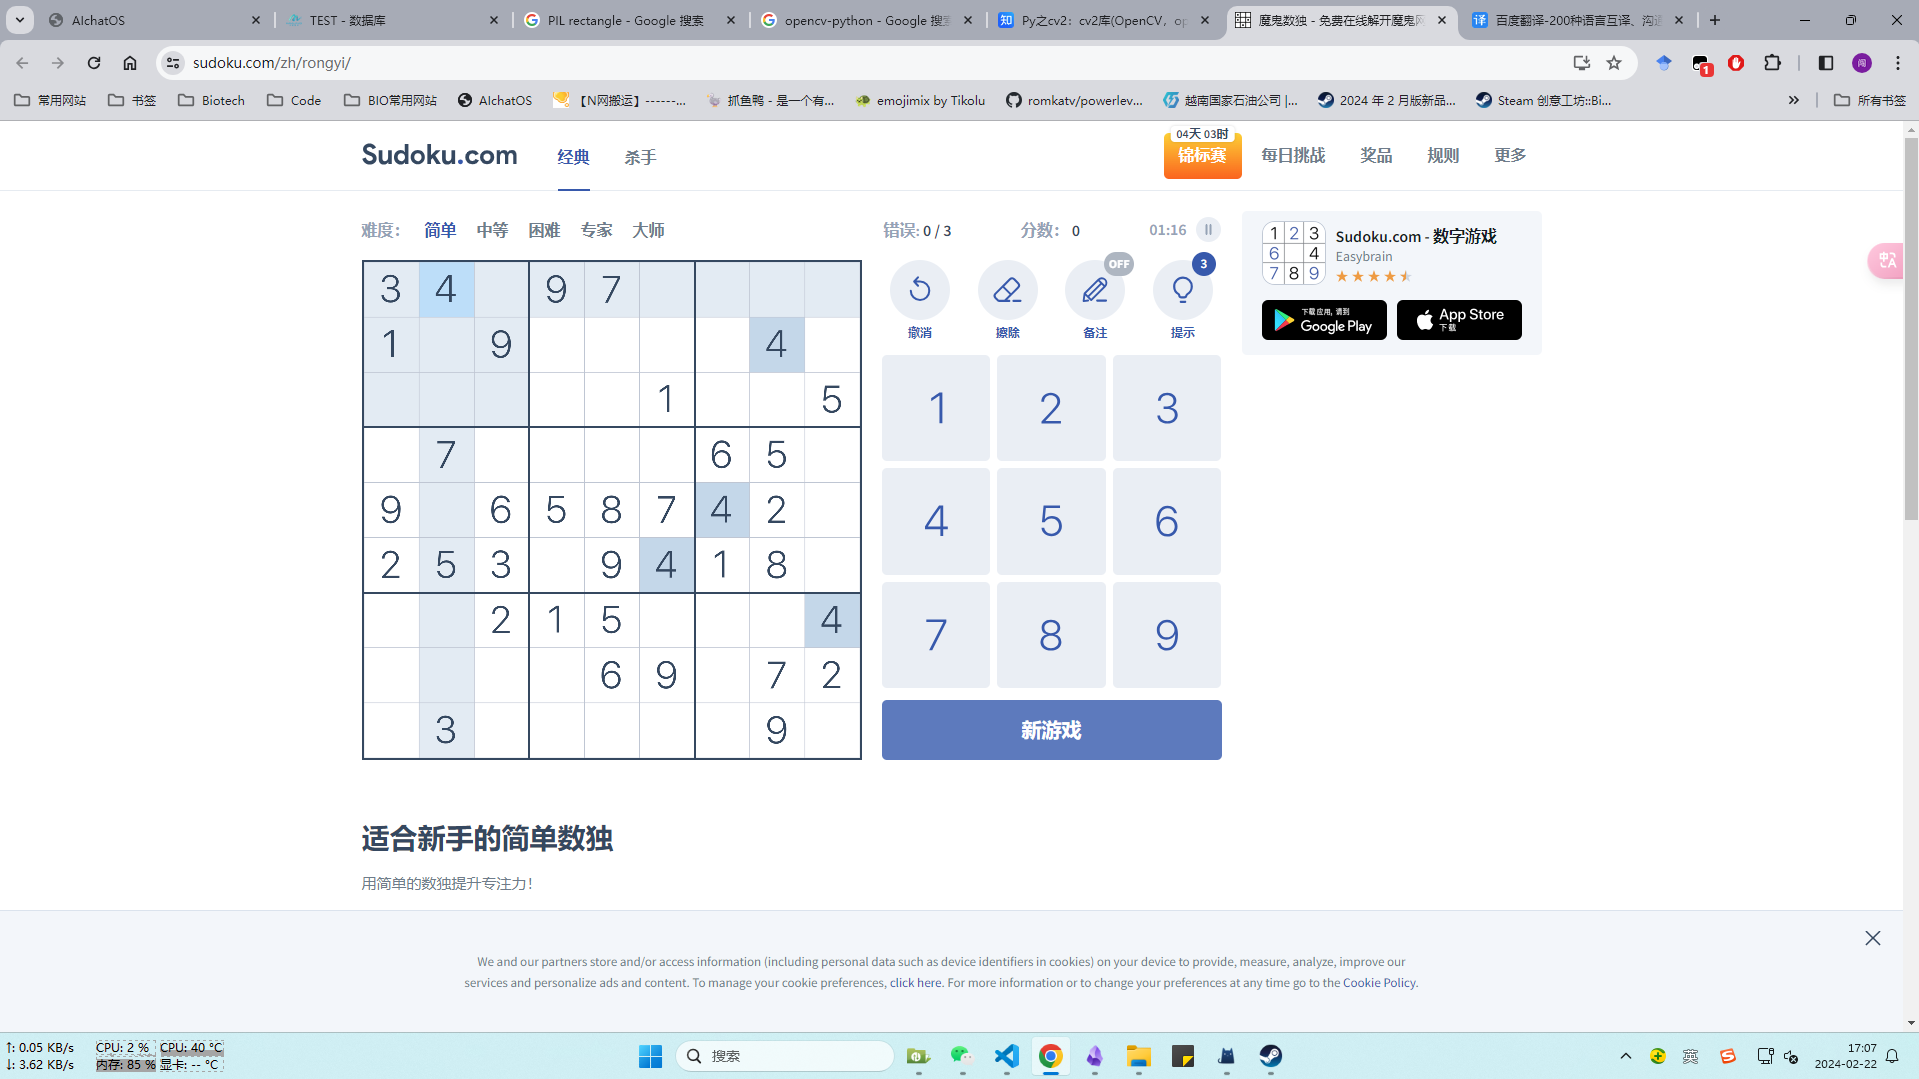 AIchatOS
TEST - 数据库
PIL rectangle - Google 搜索
opencv-python - Google 搜索
Py之cv2：cv2库(OpenCV，op
魔鬼数独 - 免费在线解开魔鬼网
百度翻译-200种语言互译、沟通
sudoku.com/zh/rongyi/
1
闯
常用网站
书签
Biotech
Code
BIO常用网站
AIchatOS
【N网搬运】------...
抓鱼鸭 - 是一个有...
emojimix by Tikolu
romkatv/powerlev...
越南国家石油公司 |...
2024 年 2 月版新品...
Steam 创意工坊::Bi...
所有书签
Sudoku.com
经典
杀手
04天 03时
锦标赛
每日挑战
奖品
规则
更多
难度：
简单
中等
困难
专家
大师
错误: 0 / 3
分数： 0
01:16
3 4 9 7
1 9 4
1 5
7 6 5
9 6 5 8 7 4 2
2 5 3 9 4 1 8
2 1 5 4
6 9 7 2
3 9
OFF
3
撤消
擦除
备注
提示
1 2 3
4 5 6
7 8 9
新游戏
1 2 3
6 4
7 8 9
Sudoku.com - 数字游戏
Easybrain
下载应用, 请到
Google Play
App Store
下载
适合新手的简单数独
用简单的数独提升专注力！
We and our partners store and/or access information (including personal data such as device identifiers in cookies) on your device to provide, measure, analyze, improve our
services and personalize ads and content. To manage your cookie preferences, click here. For more information or to change your preferences at any time go to the Cookie Policy.
↑: 0.05 KB/s
CPU: 2 %
CPU: 40 °C
↓: 3.62 KB/s
内存: 85 %
显卡: -- °C
搜索
英
17:07
2024-02-22